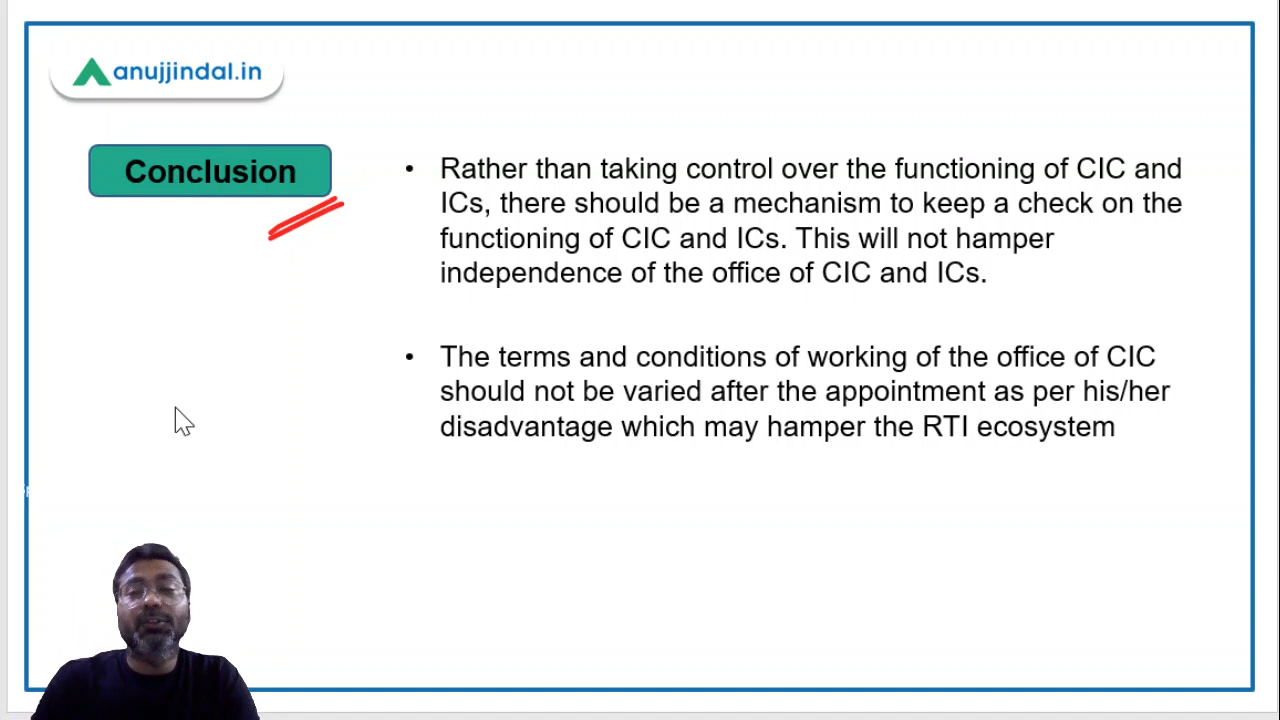 anujjindal.in
Conclusion
• Rather than taking control over the functioning of CIC and
ICs, there should be a mechanism to keep a check on the
functioning of CIC and ICs. This will not hamper
independence of the office of CIC and ICs.
• The terms and conditions of working of the office of CIC
should not be varied after the appointment as per his/her
disadvantage which may hamper the RTI ecosystem